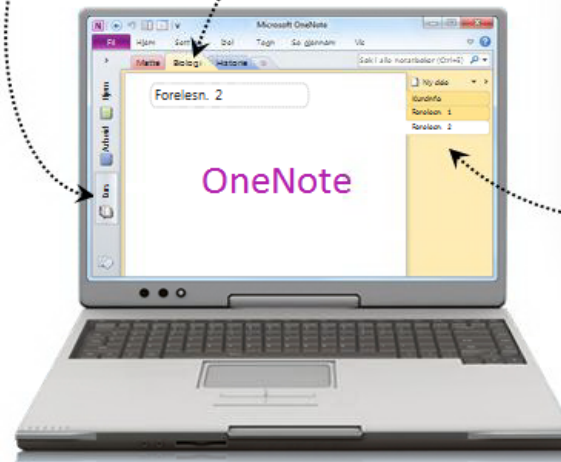 Microsoft OneNote
Fil Hjem Sett inn Del Tegn Se gjennom Vis
Matte Biologi Historie
Søk i alle notatblokker (Ctrl+E)
Hjem
Arbeid
Kurs
Forelesn. 2
OneNote
Ny side
Kursinfo
Forelesn. 1
Forelesn. 2